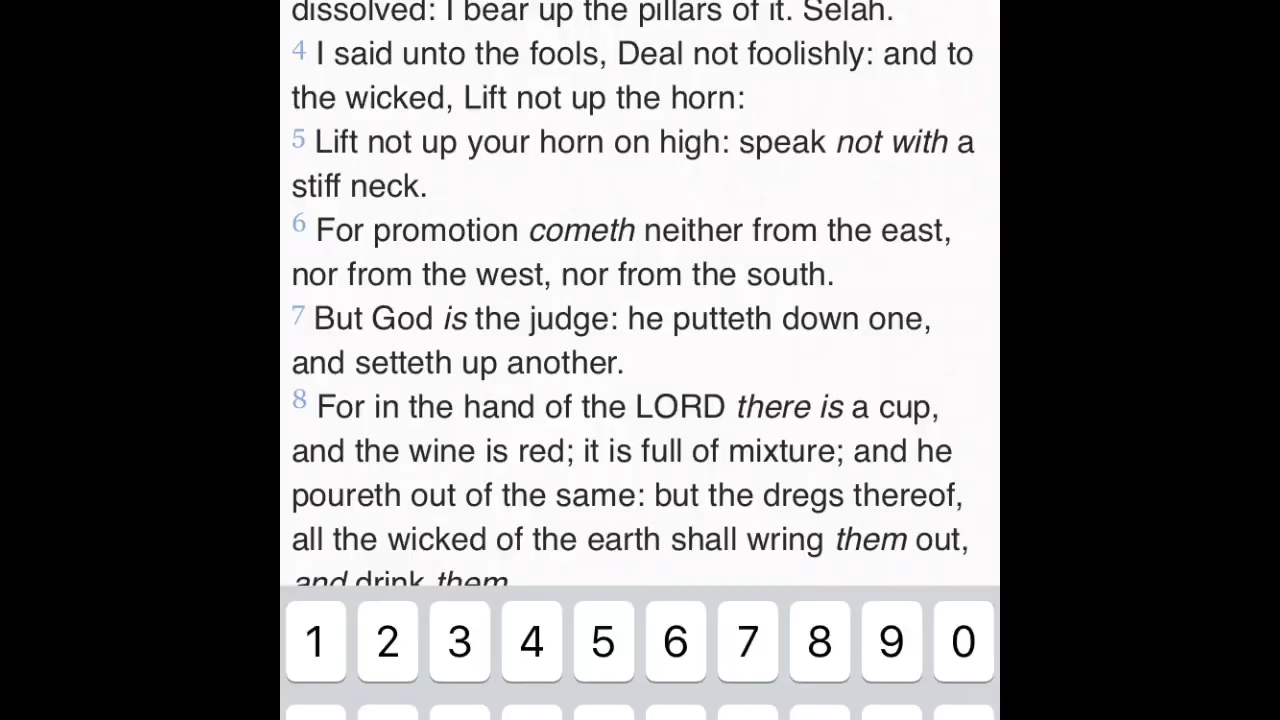 dissolved: I bear up the pillars of it. Selah.
4 I said unto the fools, Deal not foolishly: and to
the wicked, Lift not up the horn:
5 Lift not up your horn on high: speak not with a
stiff neck.
6 For promotion cometh neither from the east,
nor from the west, nor from the south.
7 But God is the judge: he putteth down one,
and setteth up another.
8 For in the hand of the LORD there is a cup,
and the wine is red; it is full of mixture; and he
poureth out of the same: but the dregs thereof,
all the wicked of the earth shall wring them out,
and drink them
1 2 3 4 5 6 7 8 9 0